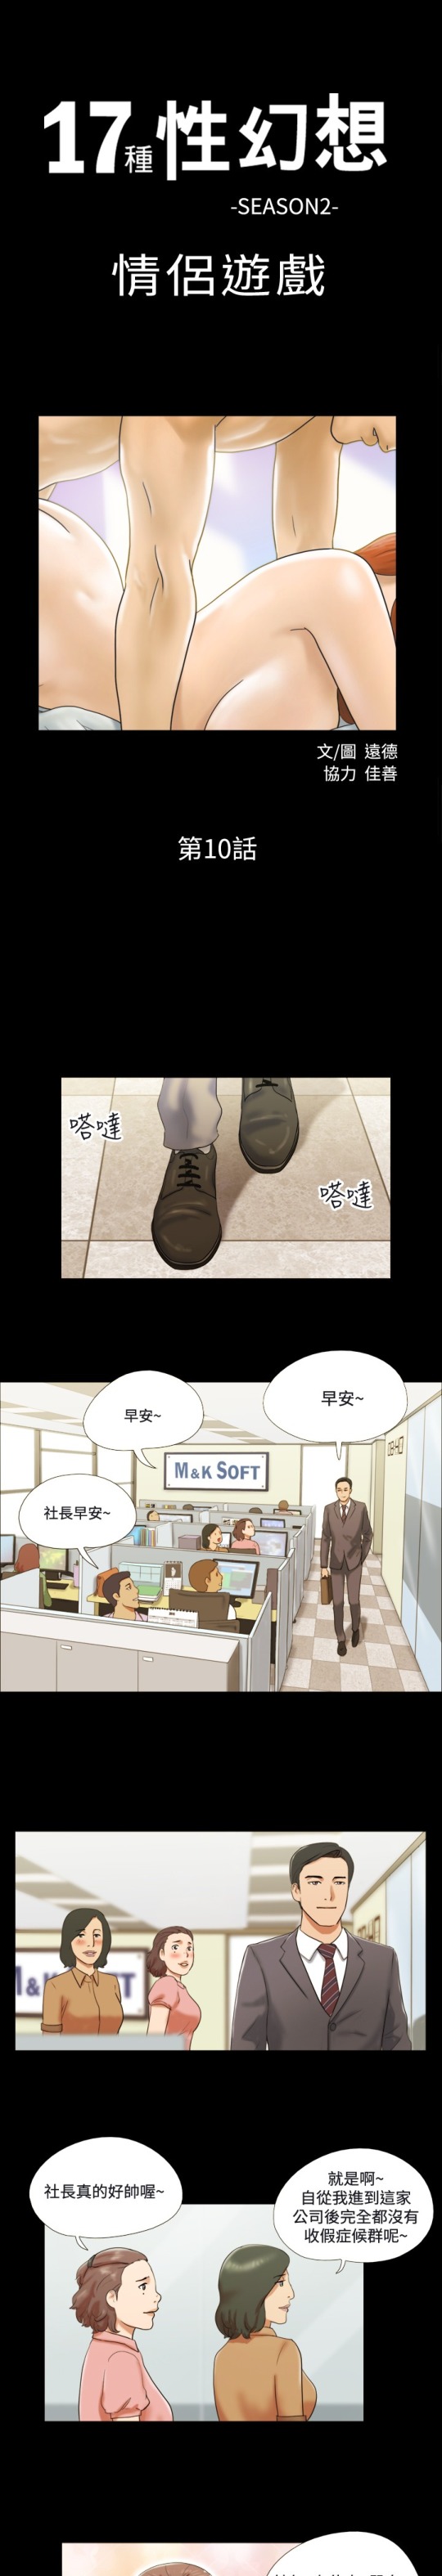 17種 性幻想
-SEASON2-
情侶遊戲
文/圖 遠德
協力 佳善
第10話
嗒噠
嗒噠
早安~
早安~
社長早安~
M&K SOFT
M&K SOFT
社長真的好帥喔~
就是啊~
自從我進到這家
公司後完全都沒有
收假症候群呢~